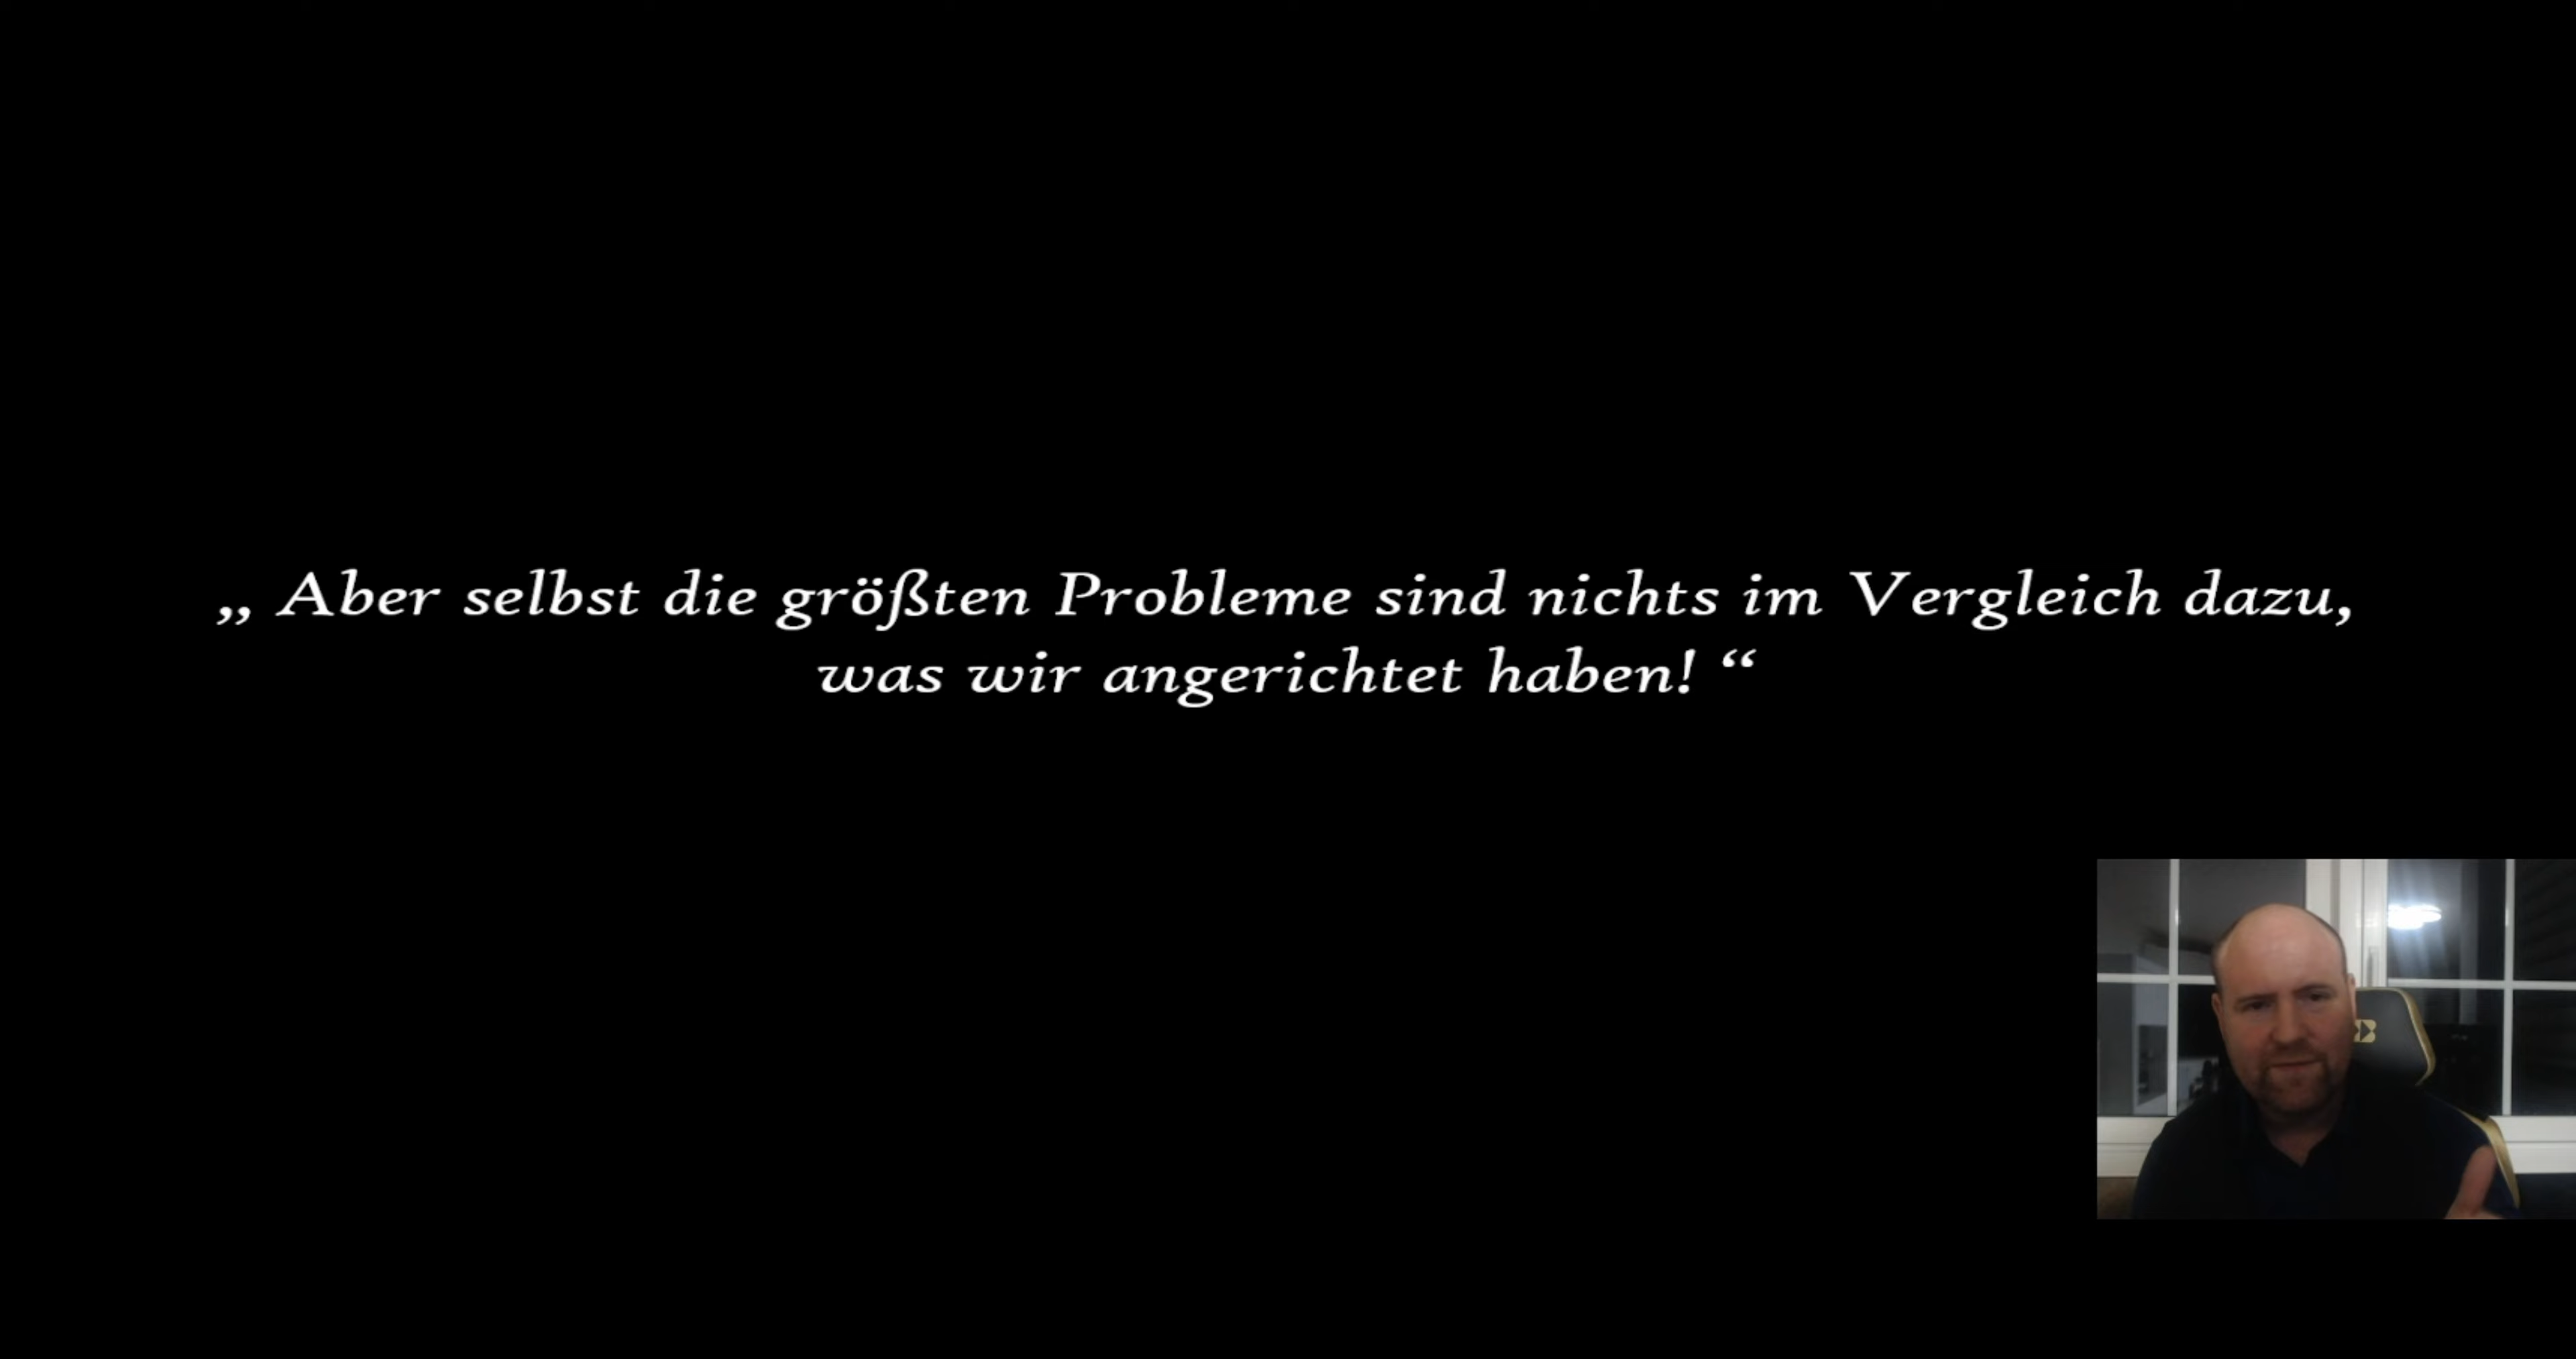 „ Aber selbst die größten Probleme sind nichts im Vergleich dazu,
was wir angerichtet haben! “